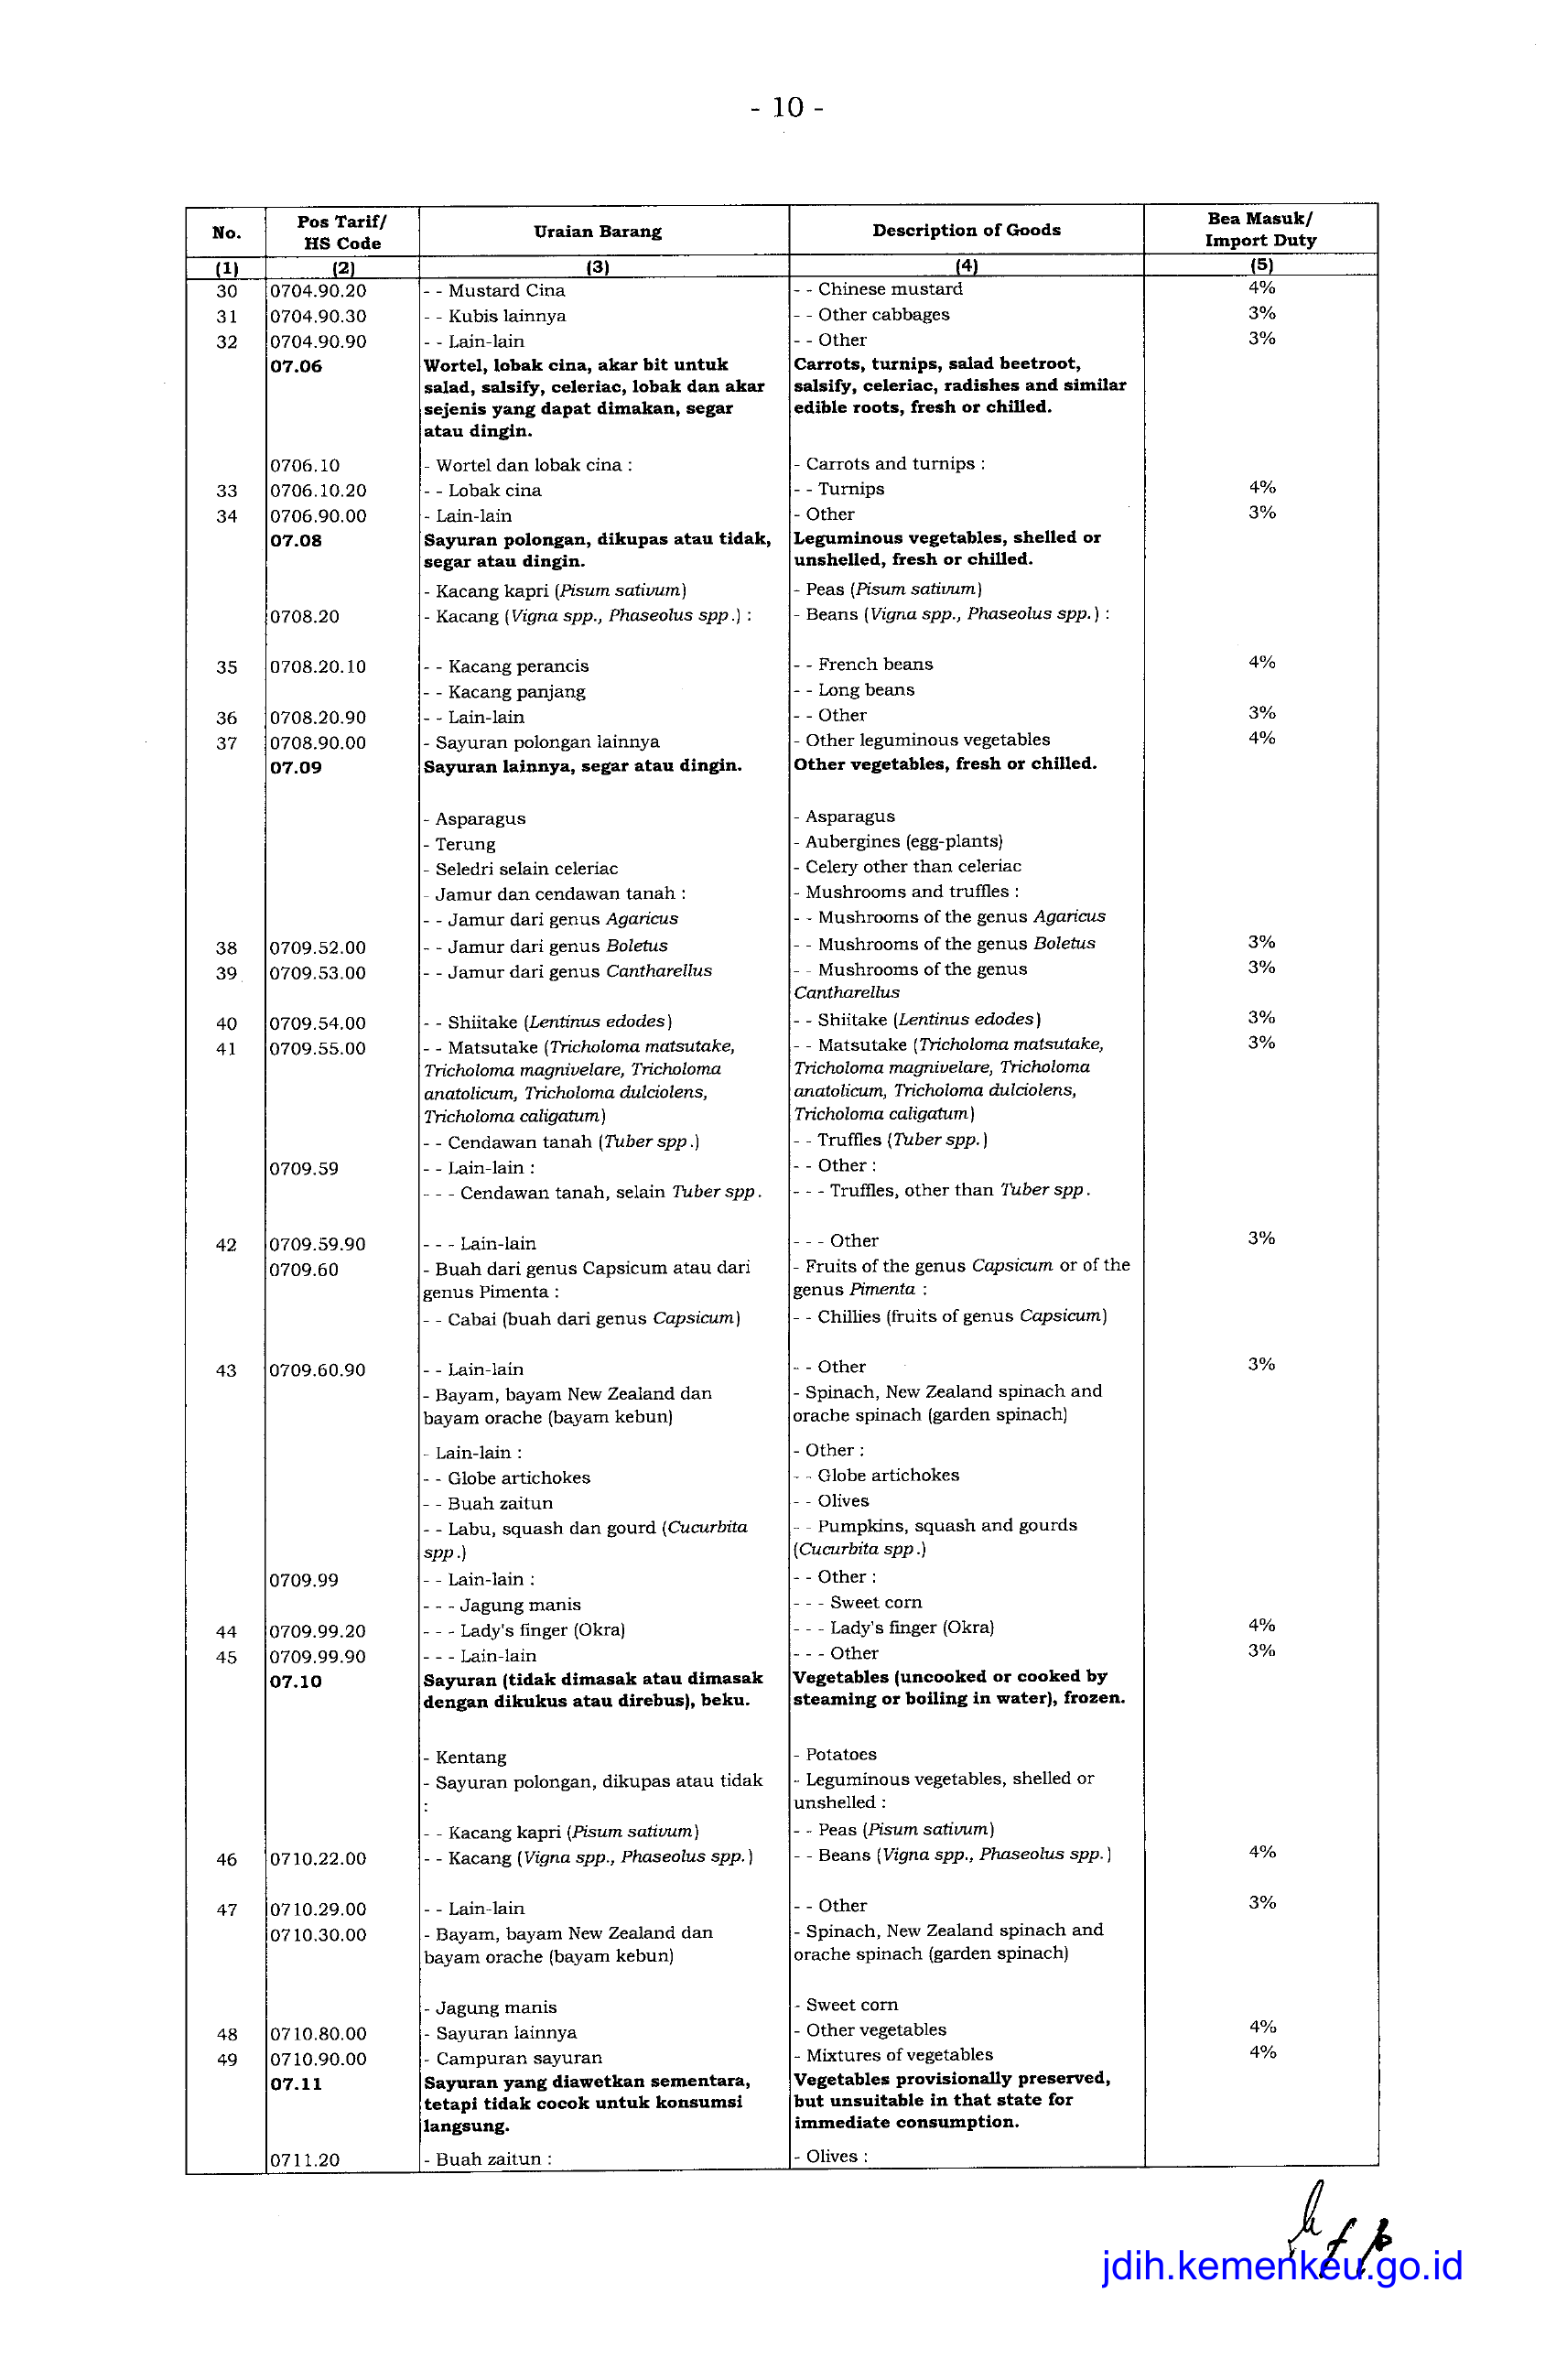 - 10 -
No. Pos Tarif/ HS Code Uraian Barang Description of Goods Bea Masuk/ Import Duty
(1) (2) (3) (4) (5)
30 0704.90.20 - - Mustard Cina - - Chinese mustard 4%
31 0704.90.30 - - Kubis lainnya - - Other cabbages 3%
32 0704.90.90 - - Lain-lain - - Other 3%
07.06 Wortel, lobak cina, akar bit untuk Carrots, turnips, salad beetroot,
salad, salsify, celeriac, lobak dan akar salsify, celeriac, radishes and similar
sejenis yang dapat dimakan, segar edible roots, fresh or chilled.
atau dingin.
0706.10 - Wortel dan lobak cina : - Carrots and turnips :
33 0706.10.20 - - Lobak cina - - Turnips 4%
34 0706.90.00 - Lain-lain - Other 3%
07.08 Sayuran polongan, dikupas atau tidak, Leguminous vegetables, shelled or
segar atau dingin. unshelled, fresh or chilled.
- Kacang kapri (Pisum sativum) - Peas (Pisum sativum)
0708.20 - Kacang (Vigna spp., Phaseolus spp.) : - Beans (Vigna spp., Phaseolus spp.) :
35 0708.20.10 - - Kacang perancis - - French beans 4%
- - Kacang panjang - - Long beans
36 0708.20.90 - - Lain-lain - - Other 3%
37 0708.90.00 - Sayuran polongan lainnya - Other leguminous vegetables 4%
07.09 Sayuran lainnya, segar atau dingin. Other vegetables, fresh or chilled.
- Asparagus - Asparagus
- Terung - Aubergines (egg-plants)
- Seledri selain celeriac - Celery other than celeriac
- Jamur dan cendawan tanah : - Mushrooms and truffles :
- - Jamur dari genus Agaricus - - Mushrooms of the genus Agaricus
38 0709.52.00 - - Jamur dari genus Boletus - - Mushrooms of the genus Boletus 3%
39 0709.53.00 - - Jamur dari genus Cantharellus - - Mushrooms of the genus 3%
Cantharellus
40 0709.54.00 - - Shiitake (Lentinus edodes) - - Shiitake (Lentinus edodes) 3%
41 0709.55.00 - - Matsutake (Tricholoma matsutake, - - Matsutake (Tricholoma matsutake, 3%
Tricholoma magnivelare, Tricholoma Tricholoma magnivelare, Tricholoma
anatolicum, Tricholoma dulciolens, anatolicum, Tricholoma dulciolens,
Tricholoma caligatum) Tricholoma caligatum)
- - Cendawan tanah (Tuber spp.) - - Truffles (Tuber spp.)
0709.59 - - Lain-lain : - - Other :
- - - Cendawan tanah, selain Tuber spp. - - - Truffles, other than Tuber spp.
42 0709.59.90 - - - Lain-lain - - - Other 3%
0709.60 - Buah dari genus Capsicum atau dari - Fruits of the genus Capsicum or of the
genus Pimenta : genus Pimenta :
- - Cabai (buah dari genus Capsicum) - - Chillies (fruits of genus Capsicum)
43 0709.60.90 - - Lain-lain - - Other 3%
- Bayam, bayam New Zealand dan - Spinach, New Zealand spinach and
bayam orache (bayam kebun) orache spinach (garden spinach)
- Lain-lain : - Other :
- - Globe artichokes - - Globe artichokes
- - Buah zaitun - - Olives
- - Labu, squash dan gourd (Cucurbita - - Pumpkins, squash and gourds
spp.) (Cucurbita spp.)
0709.99 - - Lain-lain : - - Other :
- - - Jagung manis - - - Sweet corn
44 0709.99.20 - - - Lady's finger (Okra) - - - Lady's finger (Okra) 4%
45 0709.99.90 - - - Lain-lain - - - Other 3%
07.10 Sayuran (tidak dimasak atau dimasak Vegetables (uncooked or cooked by
dengan dikukus atau direbus), beku. steaming or boiling in water), frozen.
- Kentang - Potatoes
- Sayuran polongan, dikupas atau tidak - Leguminous vegetables, shelled or
: unshelled :
- - Kacang kapri (Pisum sativum) - - Peas (Pisum sativum)
46 0710.22.00 - - Kacang (Vigna spp., Phaseolus spp.) - - Beans (Vigna spp., Phaseolus spp.) 4%
47 0710.29.00 - - Lain-lain - - Other 3%
0710.30.00 - Bayam, bayam New Zealand dan - Spinach, New Zealand spinach and
bayam orache (bayam kebun) orache spinach (garden spinach)
- Jagung manis - Sweet corn
48 0710.80.00 - Sayuran lainnya - Other vegetables 4%
49 0710.90.00 - Campuran sayuran - Mixtures of vegetables 4%
07.11 Sayuran yang diawetkan sementara, Vegetables provisionally preserved,
tetapi tidak cocok untuk konsumsi but unsuitable in that state for
langsung. immediate consumption.
0711.20 - Buah zaitun : - Olives :
jdih.kemenkeu.go.id